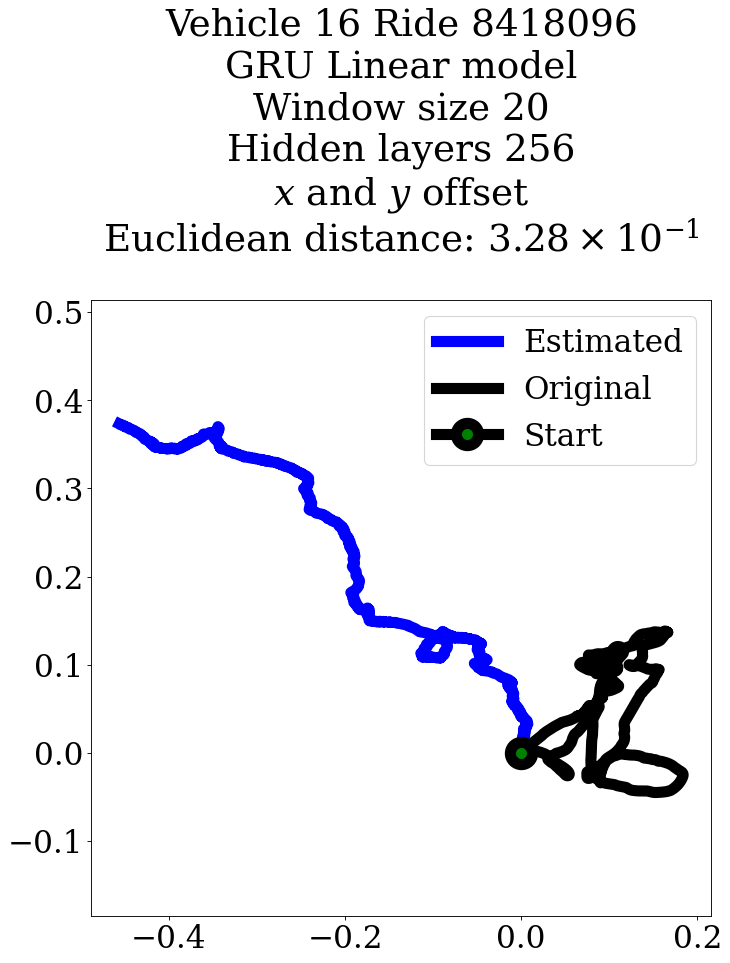 Vehicle 16 Ride 8418096
GRU Linear model
Window size 20
Hidden layers 256
x and y offset
Euclidean distance: 3.28 × 10⁻¹
Estimated
Original
Start
0.5
0.4
0.3
0.2
0.1
0.0
−0.1
−0.4
−0.2
0.0
0.2